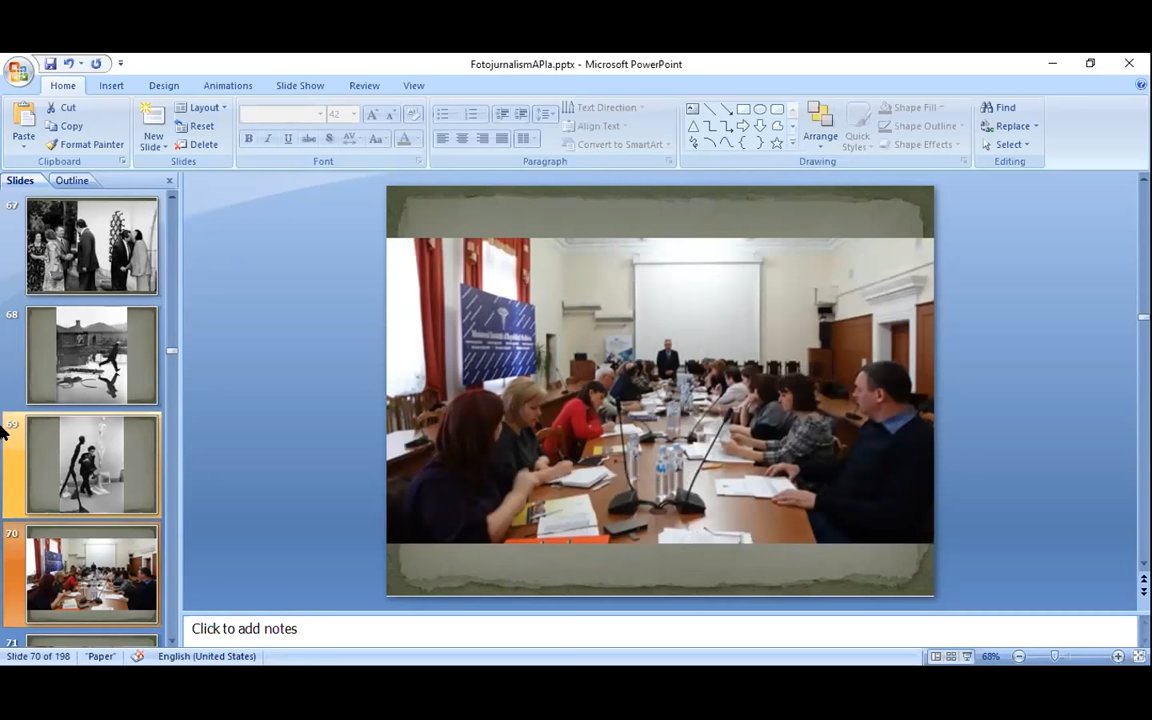 FotojurnalismAPIa.pptx - Microsoft PowerPoint
Home Insert Design Animations Slide Show Review View
Cut
Copy
Format Painter
Paste
Clipboard
New
Slide
Layout
Reset
Delete
Slides
42
Font
Text Direction
Align Text
Convert to SmartArt
Paragraph
Arrange
Quick
Styles
Shape Fill
Shape Outline
Shape Effects
Drawing
Find
Replace
Select
Editing
Slides Outline
67
68
69
70
71
Click to add notes
Slide 70 of 198 "Paper" English (United States) 68%